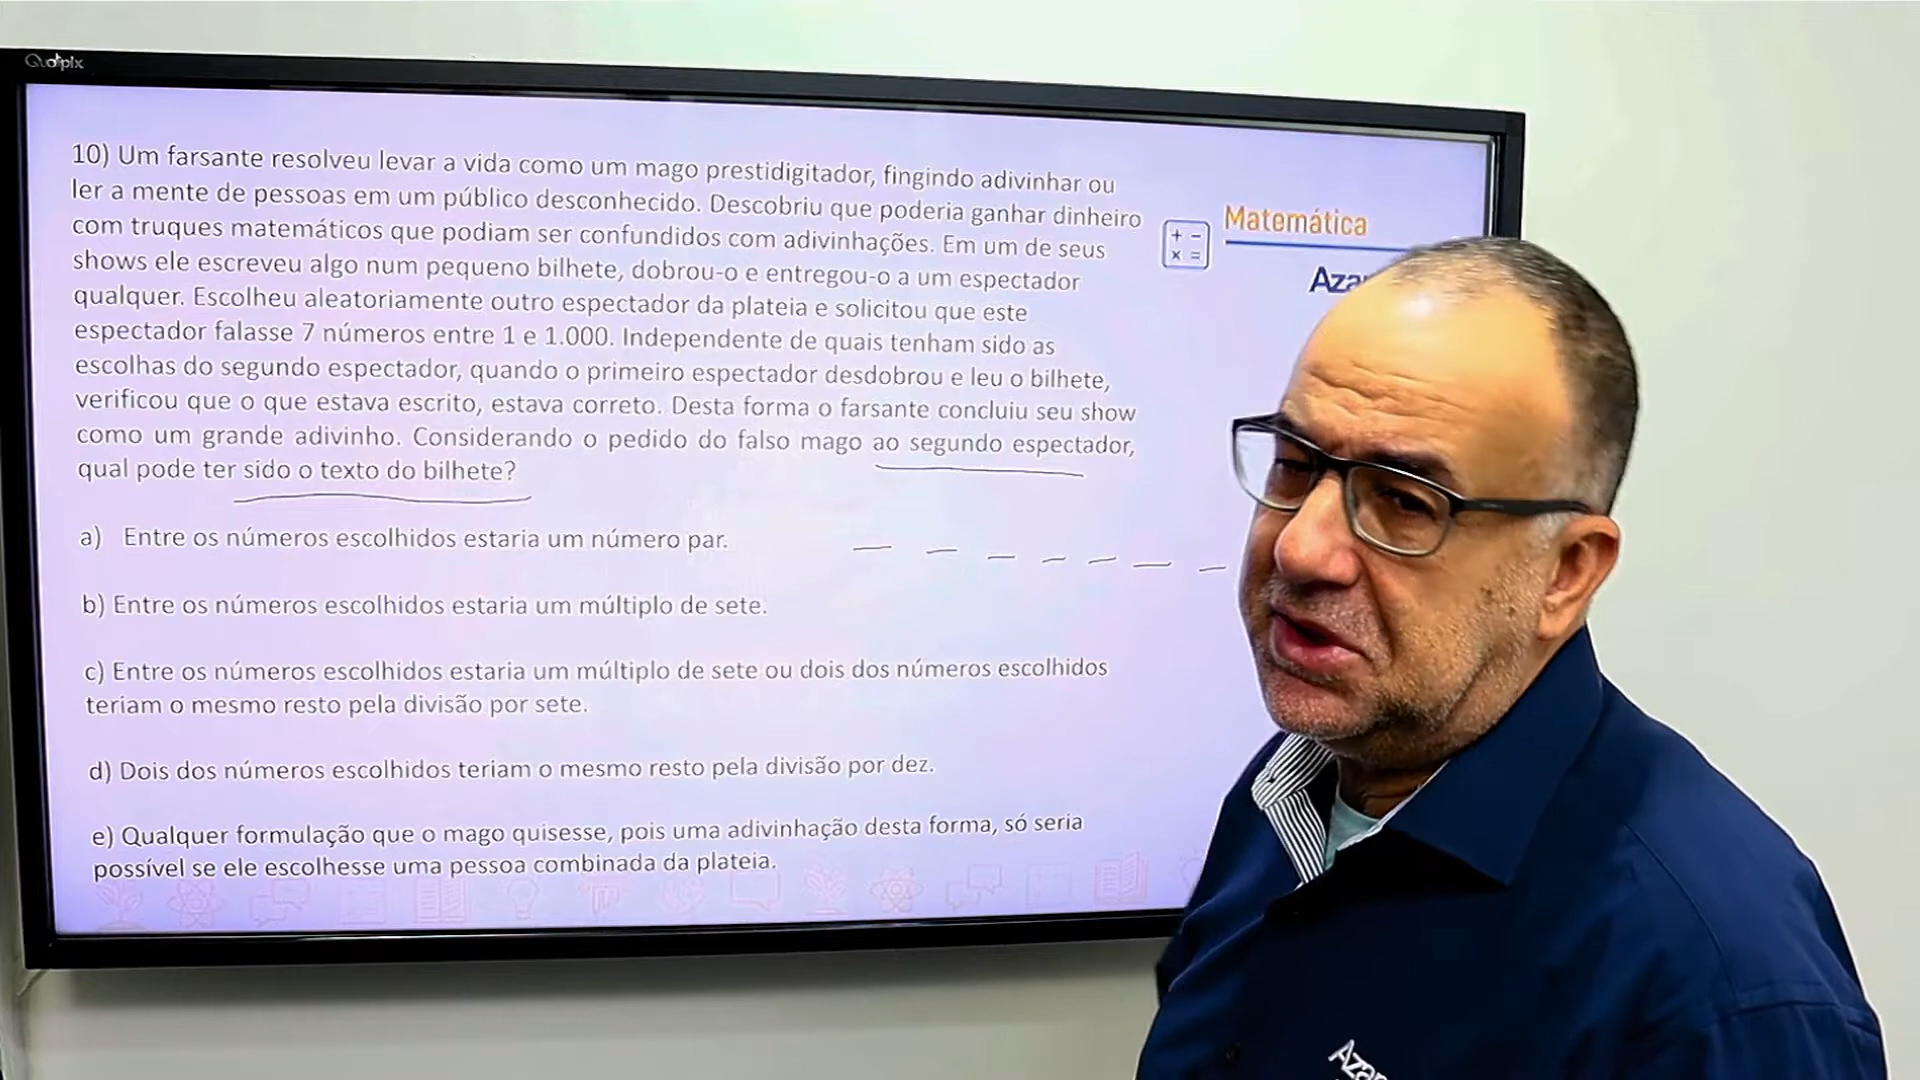 Quaipix
10) Um farsante resolveu levar a vida como um mago prestidigitador, fingindo adivinhar ou
ler a mente de pessoas em um público desconhecido. Descobriu que poderia ganhar dinheiro
com truques matemáticos que podiam ser confundidos com adivinhações. Em um de seus
shows ele escreveu algo num pequeno bilhete, dobrou-o e entregou-o a um espectador
qualquer. Escolheu aleatoriamente outro espectador da plateia e solicitou que este
espectador falasse 7 números entre 1 e 1.000. Independente de quais tenham sido as
escolhas do segundo espectador, quando o primeiro espectador desdobrou e leu o bilhete,
verificou que o que estava escrito, estava correto. Desta forma o farsante concluiu seu show
como um grande adivinho. Considerando o pedido do falso mago ao segundo espectador,
qual pode ter sido o texto do bilhete?
a) Entre os números escolhidos estaria um número par.
b) Entre os números escolhidos estaria um múltiplo de sete.
c) Entre os números escolhidos estaria um múltiplo de sete ou dois dos números escolhidos
teriam o mesmo resto pela divisão por sete.
d) Dois dos números escolhidos teriam o mesmo resto pela divisão por dez.
e) Qualquer formulação que o mago quisesse, pois uma adivinhação desta forma, só seria
possível se ele escolhesse uma pessoa combinada da plateia.
+ -
x =
Matemática
Aza
Azar